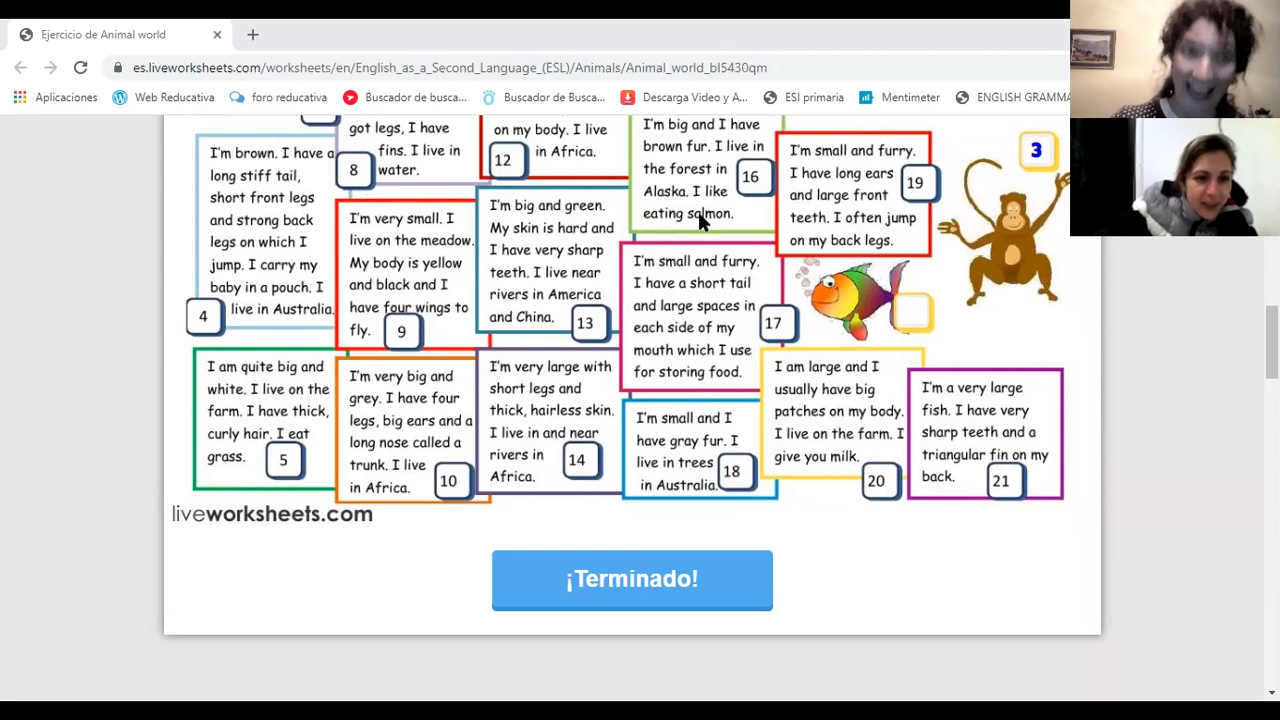 Ejercicio de Animal world
es.liveworksheets.com/worksheets/en/English_as_a_Second_Language_(ESL)/Animals/Animal_world_bl5430qm
Aplicaciones
Web Reducativa
foro reducativa
Buscador de busca...
Buscador de Busca...
Descarga Video y A...
ESI primaria
Mentimeter
ENGLISH GRAMMA
I'm brown. I have a
long stiff tail,
short front legs
and strong back
legs on which I
jump. I carry my
baby in a pouch. I
live in Australia.
4
I am quite big and
white. I live on the
farm. I have thick,
curly hair. I eat
grass.
5
got legs, I have
fins. I live in
water.
8
I'm very small. I
live on the meadow.
My body is yellow
and black and I
have four wings to
fly.
9
I'm very big and
grey. I have four
legs, big ears and a
long nose called a
trunk. I live
in Africa.
10
on my body. I live
in Africa.
12
I'm big and green.
My skin is hard and
I have very sharp
teeth. I live near
rivers in America
and China.
13
I'm very large with
short legs and
thick, hairless skin.
I live in and near
rivers in
Africa.
14
I'm big and I have
brown fur. I live in
the forest in
Alaska. I like
eating salmon.
16
I'm small and furry.
I have a short tail
and large spaces in
each side of my
mouth which I use
for storing food.
17
I'm small and I
have gray fur. I
live in trees
in Australia.
18
I'm small and furry.
I have long ears
and large front
teeth. I often jump
on my back legs.
19
3
I am large and I
usually have big
patches on my body.
I live on the farm. I
give you milk.
20
I'm a very large
fish. I have very
sharp teeth and a
triangular fin on my
back.
21
liveworksheets.com
¡Terminado!